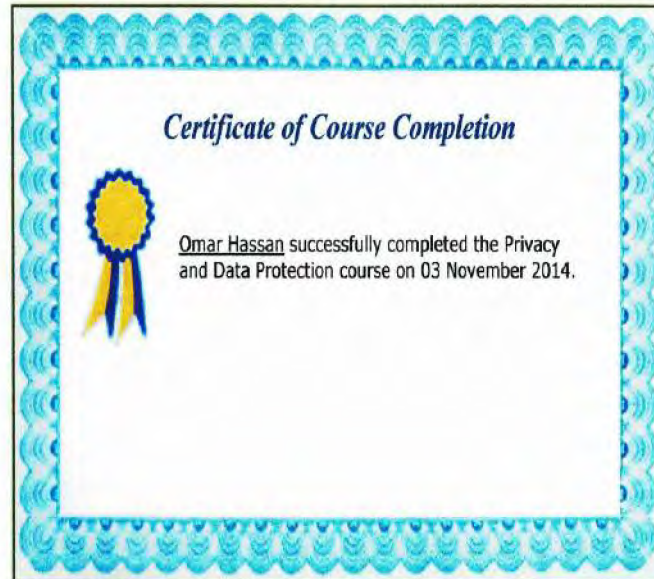 Certificate of Course Completion
Omar Hassan successfully completed the Privacy
and Data Protection course on 03 November 2014.